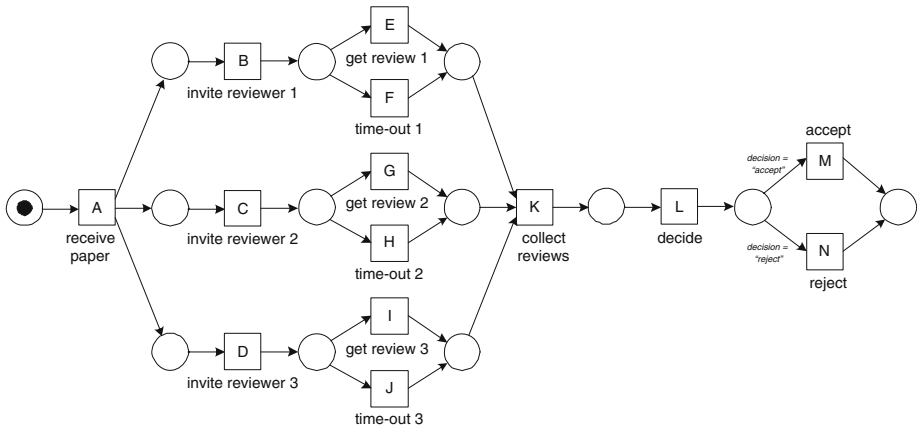 E
get review 1
B
invite reviewer 1
F
time-out 1
accept
decision =
"accept"
M
G
get review 2
A
receive
paper
C
invite reviewer 2
K
collect
reviews
L
decide
H
time-out 2
decision =
"reject"
N
reject
I
get review 3
D
invite reviewer 3
J
time-out 3